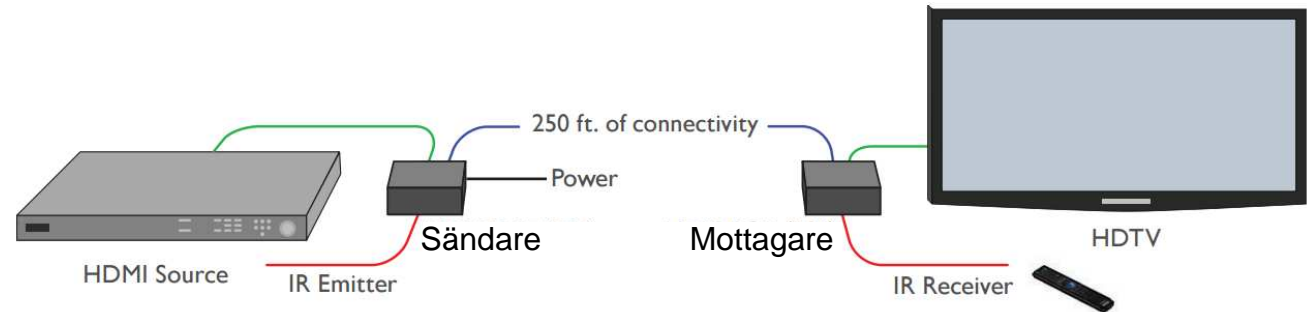 250 ft. of connectivity
Power
Sändare
Mottagare
HDTV
HDMI Source
IR Emitter
IR Receiver